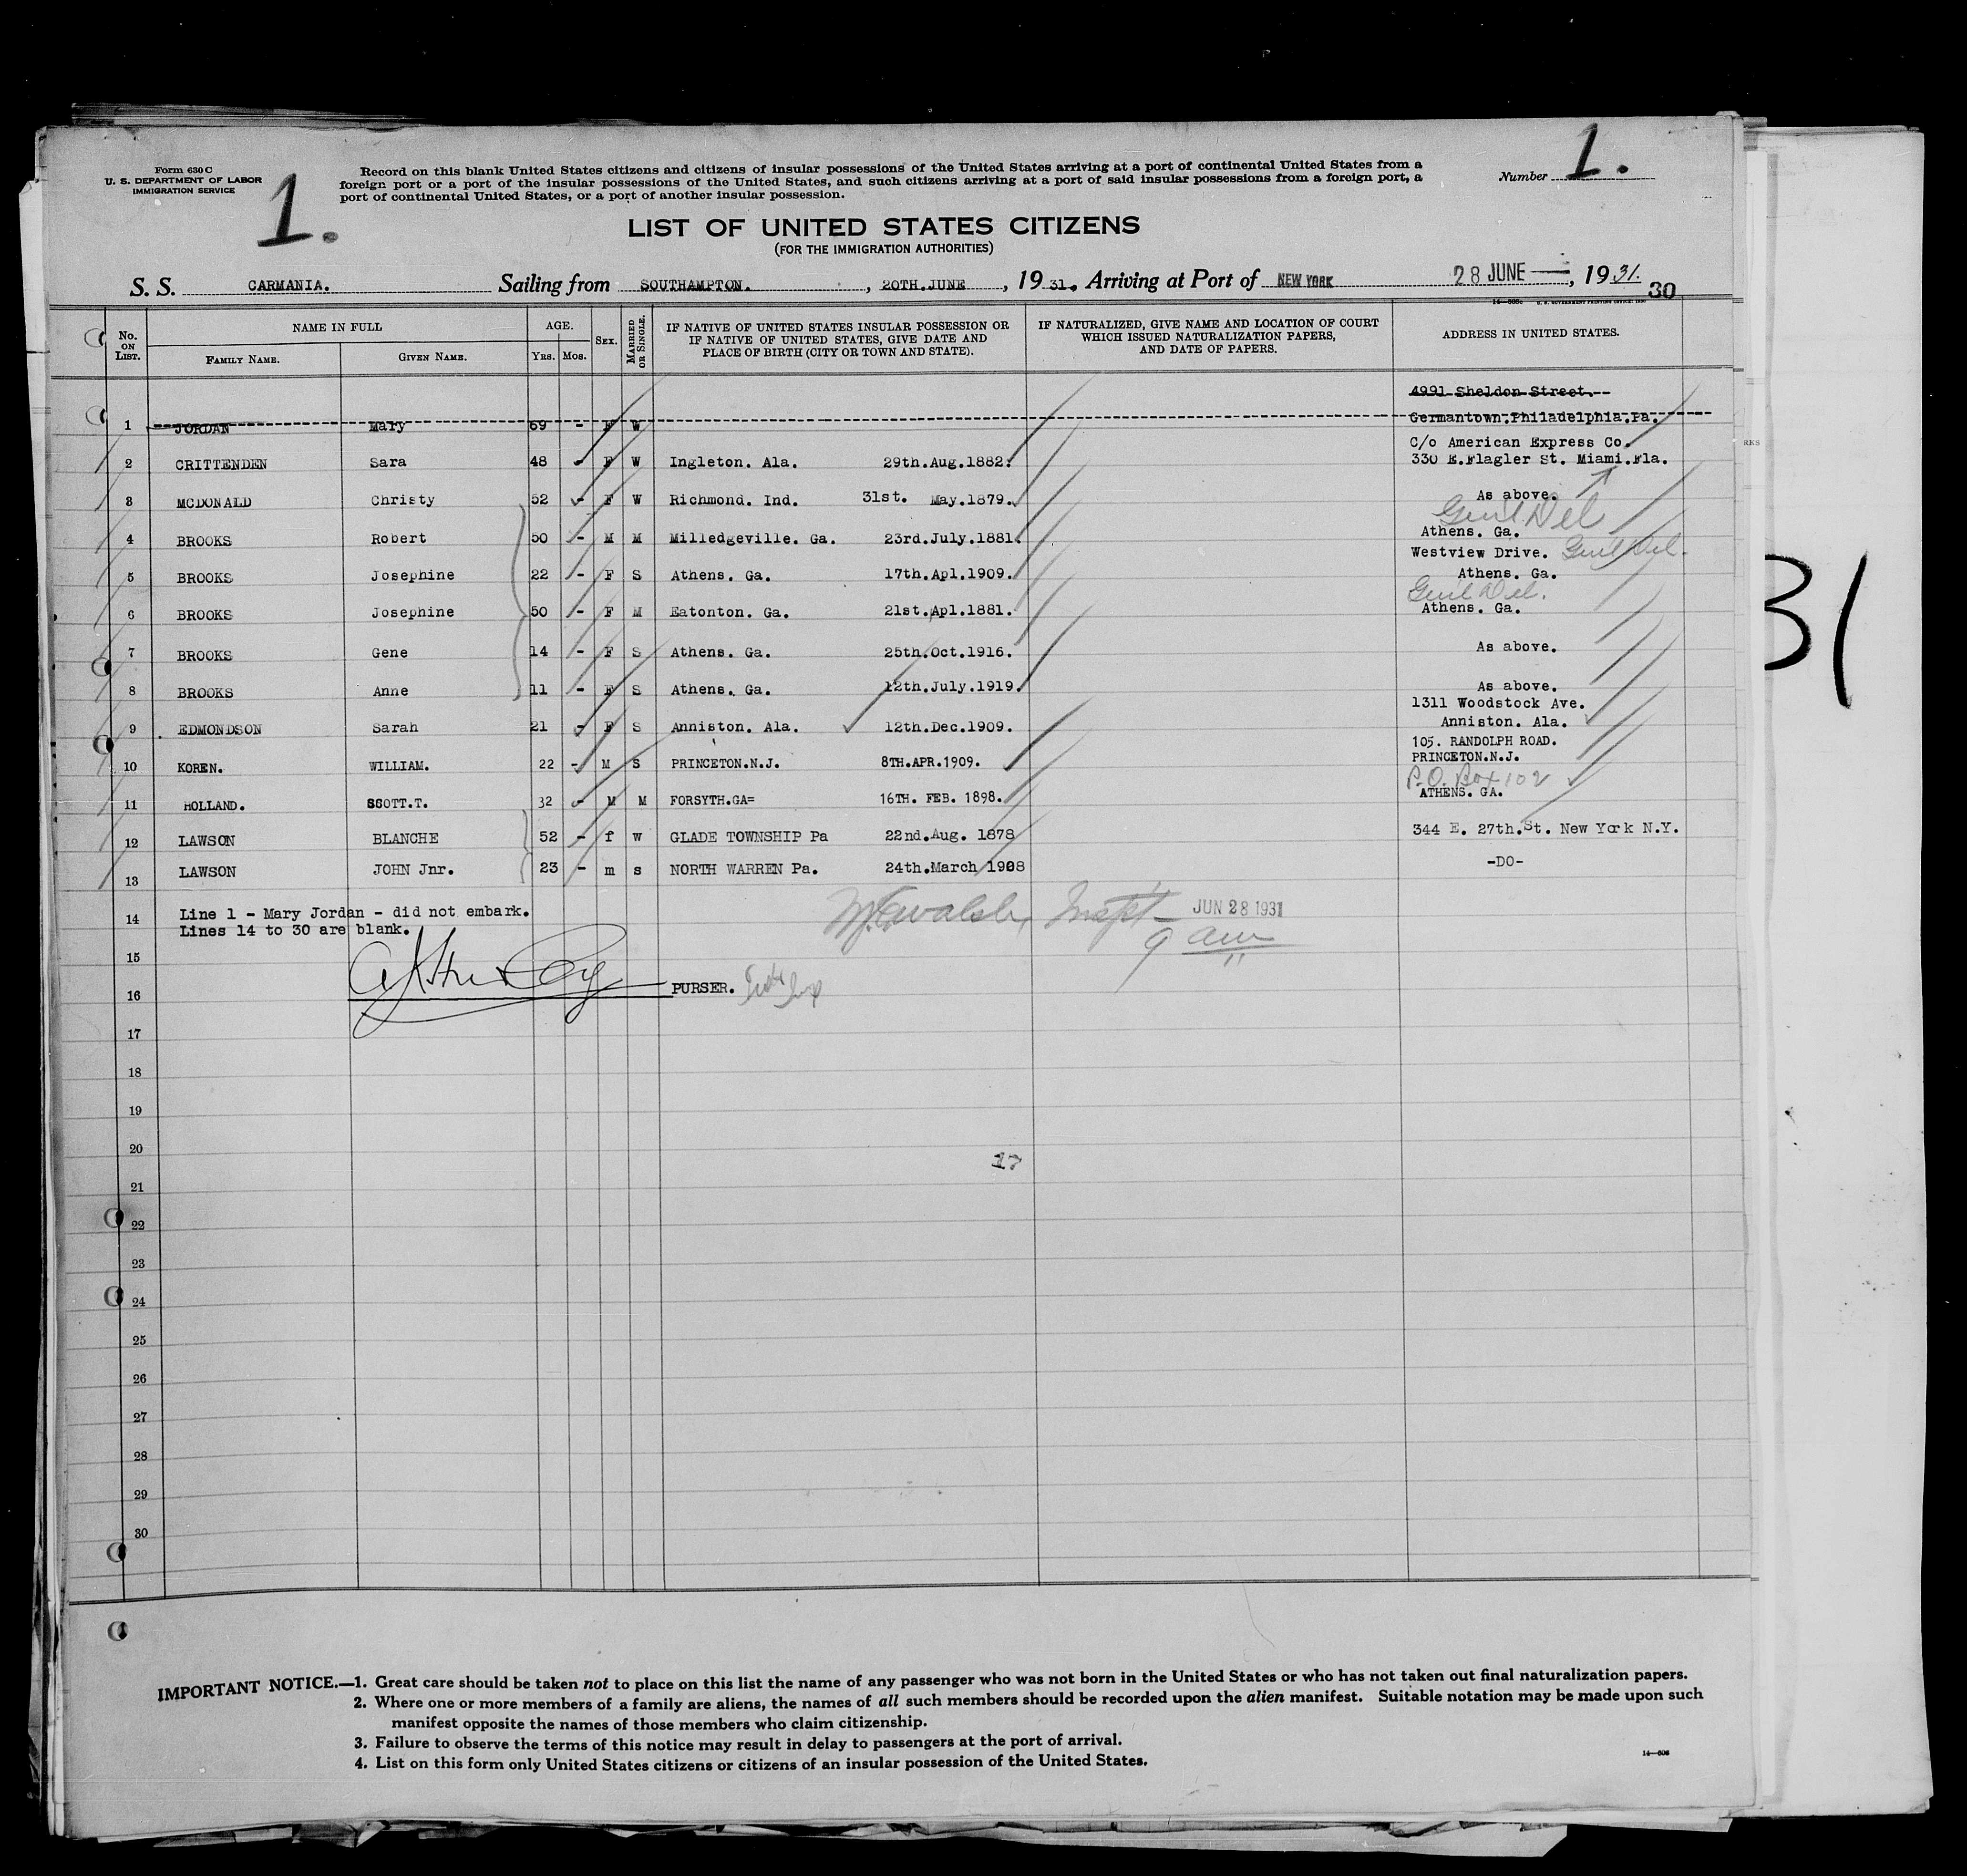 Form 630 C
U. S. DEPARTMENT OF LABOR
IMMIGRATION SERVICE
1.
Record on this blank United States citizens and citizens of insular possessions of the United States arriving at a port of continental United States from a
foreign port or a port of the insular possessions of the United States, and such citizens arriving at a port of said insular possessions from a foreign port, a
port of continental United States, or a port of another insular possession.
Number 1.
LIST OF UNITED STATES CITIZENS
(FOR THE IMMIGRATION AUTHORITIES)
S. S. CARMANIA. Sailing from SOUTHAMPTON. , 20TH.JUNE , 19 31. Arriving at Port of NEW YORK 28 JUNE , 19 31.
30
No. ON LIST. NAME IN FULL AGE. SEX. MARRIED OR SINGLE. IF NATIVE OF UNITED STATES INSULAR POSSESSION OR IF NATIVE OF UNITED STATES, GIVE DATE AND PLACE OF BIRTH (CITY OR TOWN AND STATE). IF NATURALIZED, GIVE NAME AND LOCATION OF COURT WHICH ISSUED NATURALIZATION PAPERS, AND DATE OF PAPERS. ADDRESS IN UNITED STATES.
FAMILY NAME. GIVEN NAME. YRS. MOS.
4991 Sheldon Street.--
1 JORDAN Mary 69 - F W Germantown.Philadelphia.Pa.
C/o American Express Co.
2 CRITTENDEN Sara 48 - F W Ingleton. Ala. 29th.Aug.1882. 330 E.Flagler St. Miami.Fla.
3 MCDONALD Christy 52 - F W Richmond. Ind. 31st. May.1879. As above.
Gen'l Del
4 BROOKS Robert 50 - M M Milledgeville. Ga. 23rd.July.1881. Athens. Ga.
Westview Drive. Gen'l Del.
5 BROOKS Josephine 22 - F S Athens. Ga. 17th.Apl.1909. Athens. Ga.
Gen'l Del.
6 BROOKS Josephine 50 - F M Eatonton. Ga. 21st.Apl.1881. Athens. Ga.
7 BROOKS Gene 14 - F S Athens. Ga. 25th.Oct.1916. As above.
8 BROOKS Anne 11 - F S Athens. Ga. 12th.July.1919. As above.
1311 Woodstock Ave.
9 EDMONDSON Sarah 21 - F S Anniston. Ala. 12th.Dec.1909. Anniston. Ala.
105. RANDOLPH ROAD.
10 KOREN. WILLIAM. 22 - M S PRINCETON.N.J. 8TH.APR.1909. PRINCETON.N.J.
P.O. Box 102
11 HOLLAND. SCOTT.T. 32 - M M FORSYTH.GA= 16TH. FEB. 1898. ATHENS. GA.
12 LAWSON BLANCHE 52 - f w GLADE TOWNSHIP Pa 22nd.Aug. 1878 344 E. 27th.St. New York N.Y.
13 LAWSON JOHN Jnr. 23 - m s NORTH WARREN Pa. 24th.March 1908 -DO-
14 Line 1 - Mary Jordan - did not embark.
Lines 14 to 30 are blank.
Walsh, Inspt JUN 28 1931
9 am
15
16 PURSER.
17
18
19
20
17
21
22
23
24
25
26
27
28
29
30
IMPORTANT NOTICE.—1. Great care should be taken not to place on this list the name of any passenger who was not born in the United States or who has not taken out final naturalization papers.
2. Where one or more members of a family are aliens, the names of all such members should be recorded upon the alien manifest. Suitable notation may be made upon such
manifest opposite the names of those members who claim citizenship.
3. Failure to observe the terms of this notice may result in delay to passengers at the port of arrival.
4. List on this form only United States citizens or citizens of an insular possession of the United States.
14—606
31